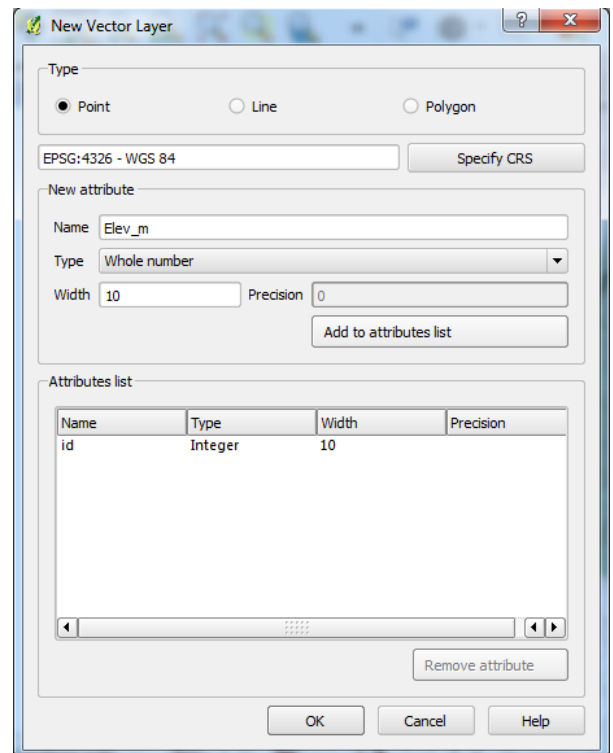 New Vector Layer
Type
Point Line Polygon
EPSG:4326 - WGS 84 Specify CRS
New attribute
Name Elev_m
Type Whole number
Width 10 Precision 0
Add to attributes list
Attributes list
Name Type Width Precision
id Integer 10
Remove attribute
OK Cancel Help